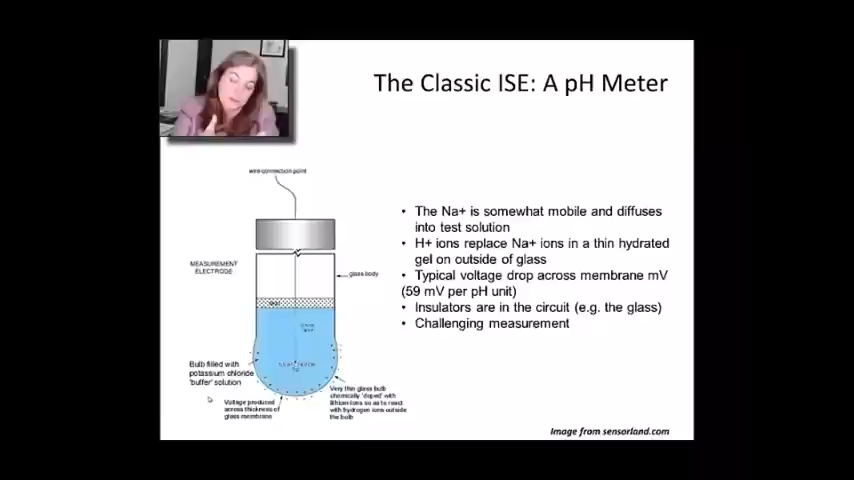 The Classic ISE: A pH Meter
wire connection point
• The Na+ is somewhat mobile and diffuses
into test solution
• H+ ions replace Na+ ions in a thin hydrated
gel on outside of glass
• Typical voltage drop across membrane mV
(59 mV per pH unit)
• Insulators are in the circuit (e.g. the glass)
• Challenging measurement
MEASUREMENT
ELECTRODE
glass body
Bulb filled with
potassium chloride
'buffer' solution
Voltage produced
across thickness of
glass membrane
Very thin glass bulb
chemically 'doped' with
lithium ions so as to react
with hydrogen ions outside
the bulb
Image from sensorland.com